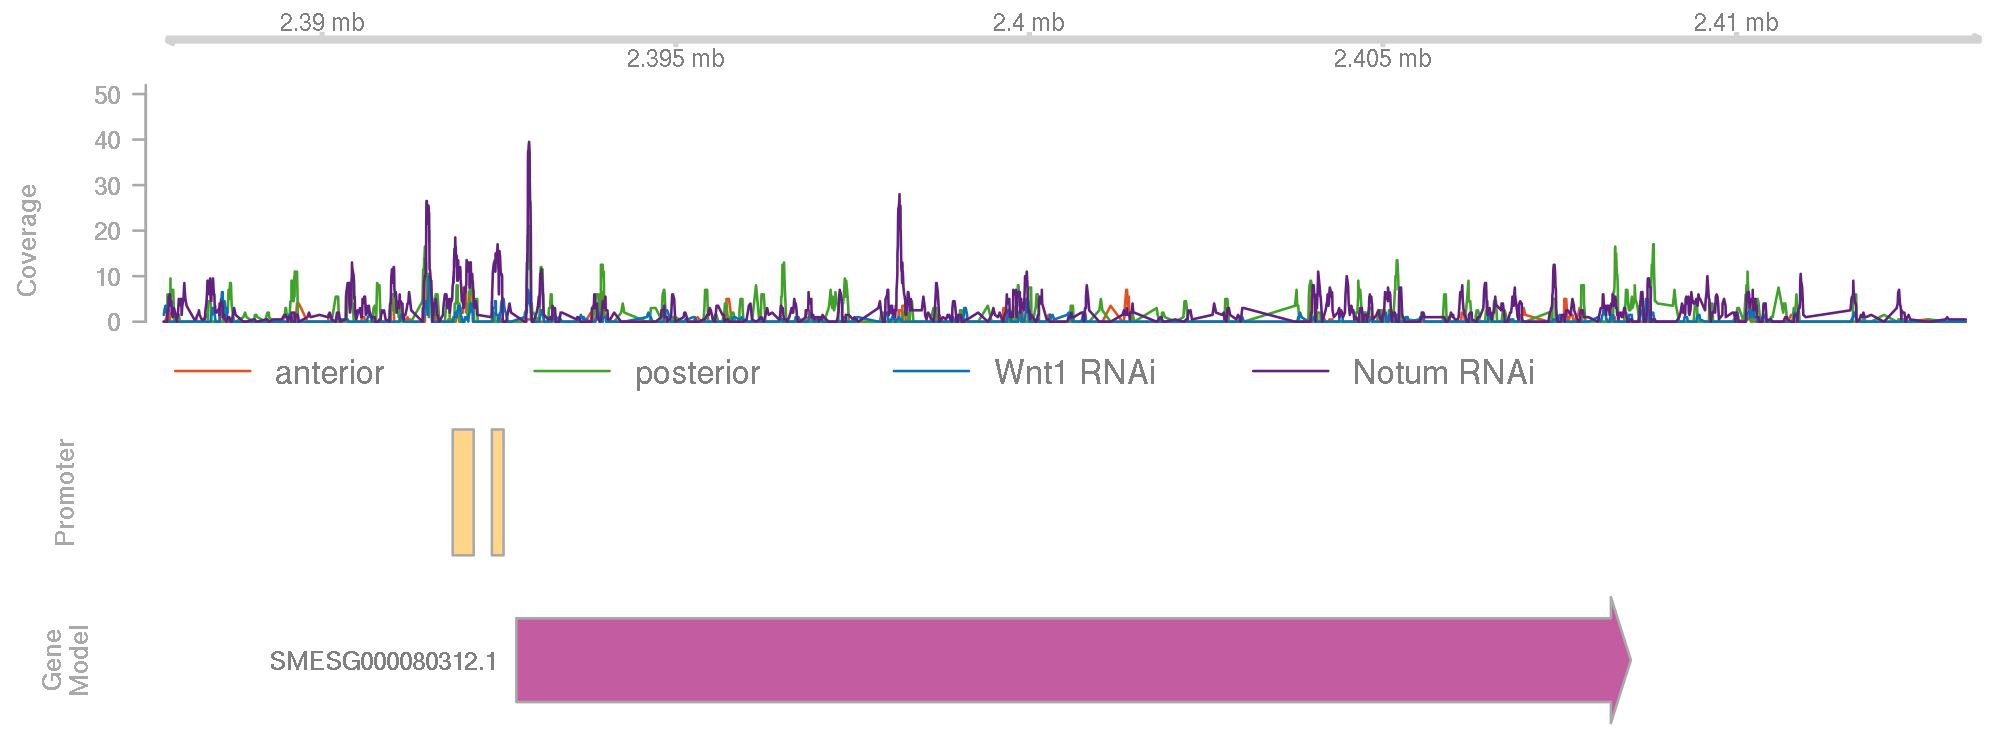 2.39 mb
2.4 mb
2.41 mb
2.395 mb
2.405 mb
Coverage
50
40
30
20
10
0
anterior
posterior
Wnt1 RNAi
Notum RNAi
Promoter
Gene
Model
SMESG000080312.1